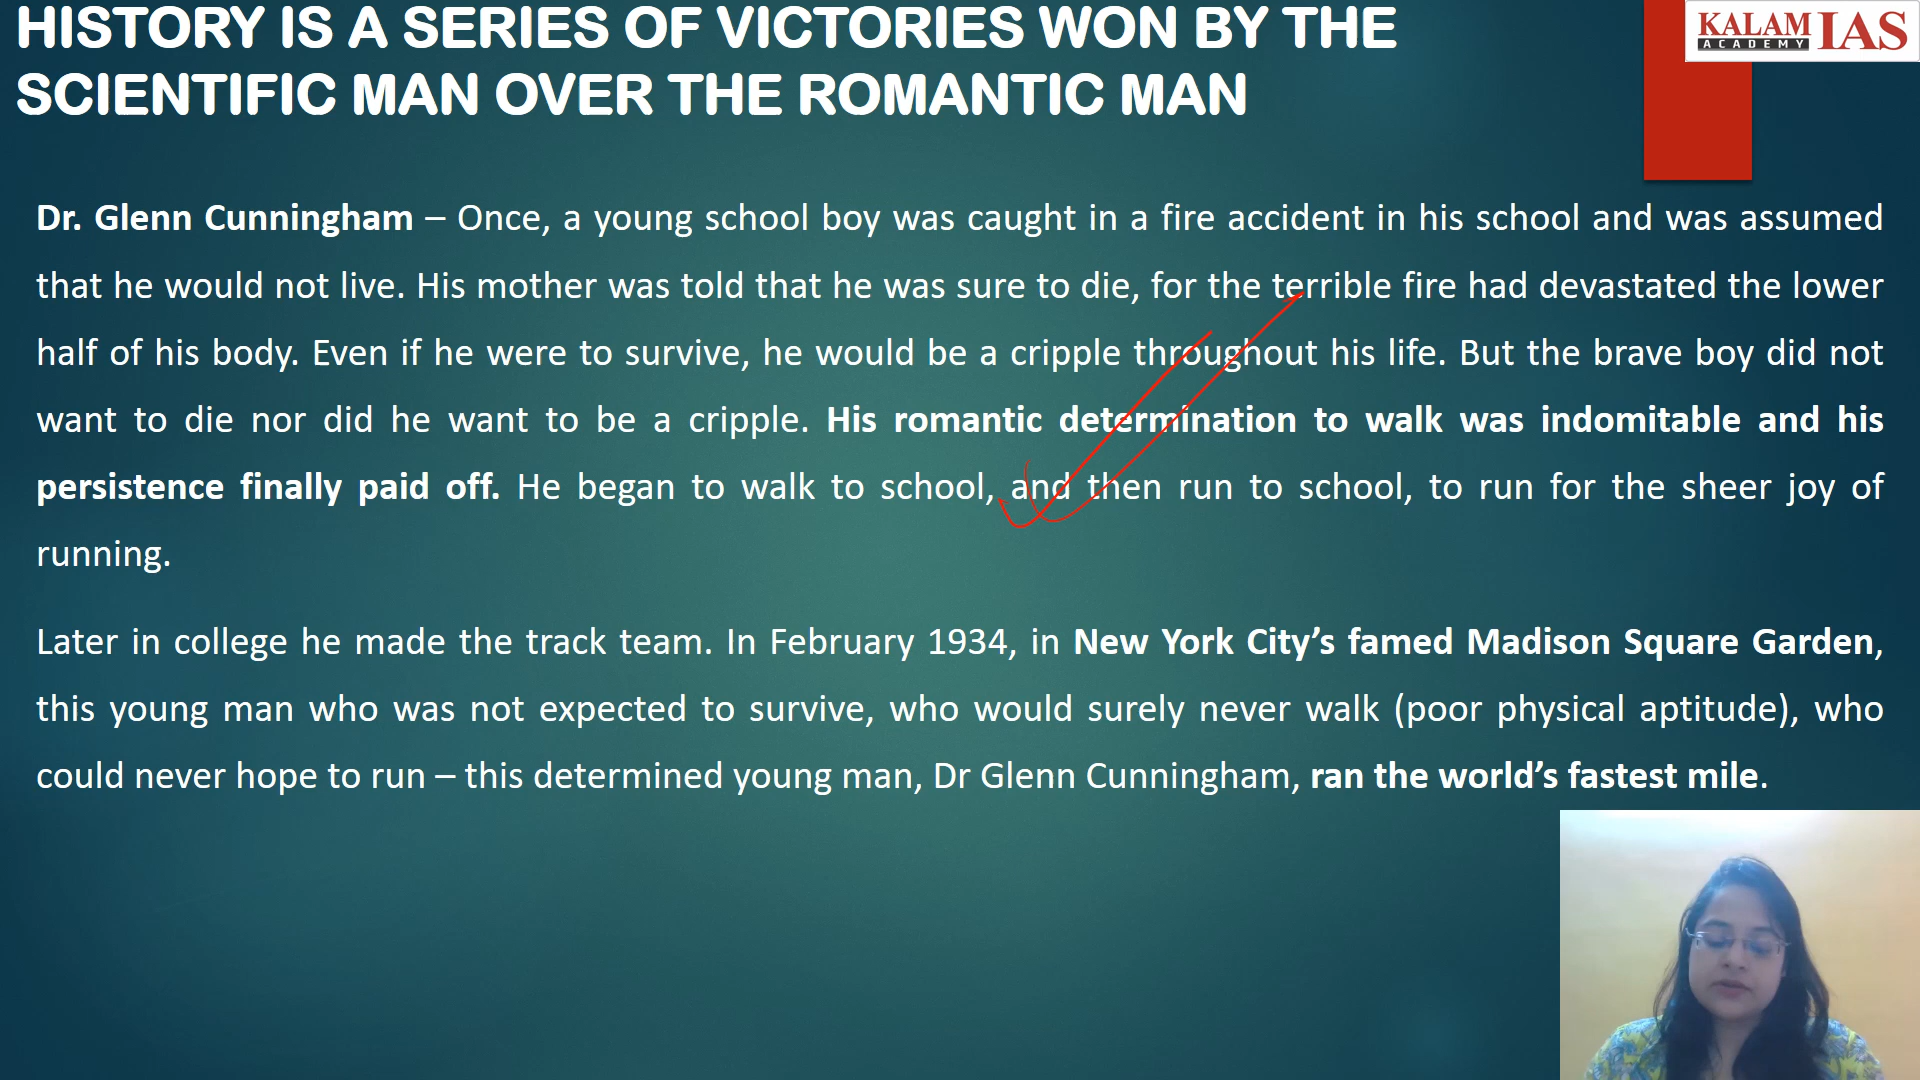 HISTORY IS A SERIES OF VICTORIES WON BY THE
SCIENTIFIC MAN OVER THE ROMANTIC MAN
KALAM IAS
ACADEMY
Dr. Glenn Cunningham – Once, a young school boy was caught in a fire accident in his school and was assumed
that he would not live. His mother was told that he was sure to die, for the terrible fire had devastated the lower
half of his body. Even if he were to survive, he would be a cripple throughout his life. But the brave boy did not
want to die nor did he want to be a cripple. His romantic determination to walk was indomitable and his
persistence finally paid off. He began to walk to school, and then run to school, to run for the sheer joy of
running.
Later in college he made the track team. In February 1934, in New York City’s famed Madison Square Garden,
this young man who was not expected to survive, who would surely never walk (poor physical aptitude), who
could never hope to run – this determined young man, Dr Glenn Cunningham, ran the world’s fastest mile.